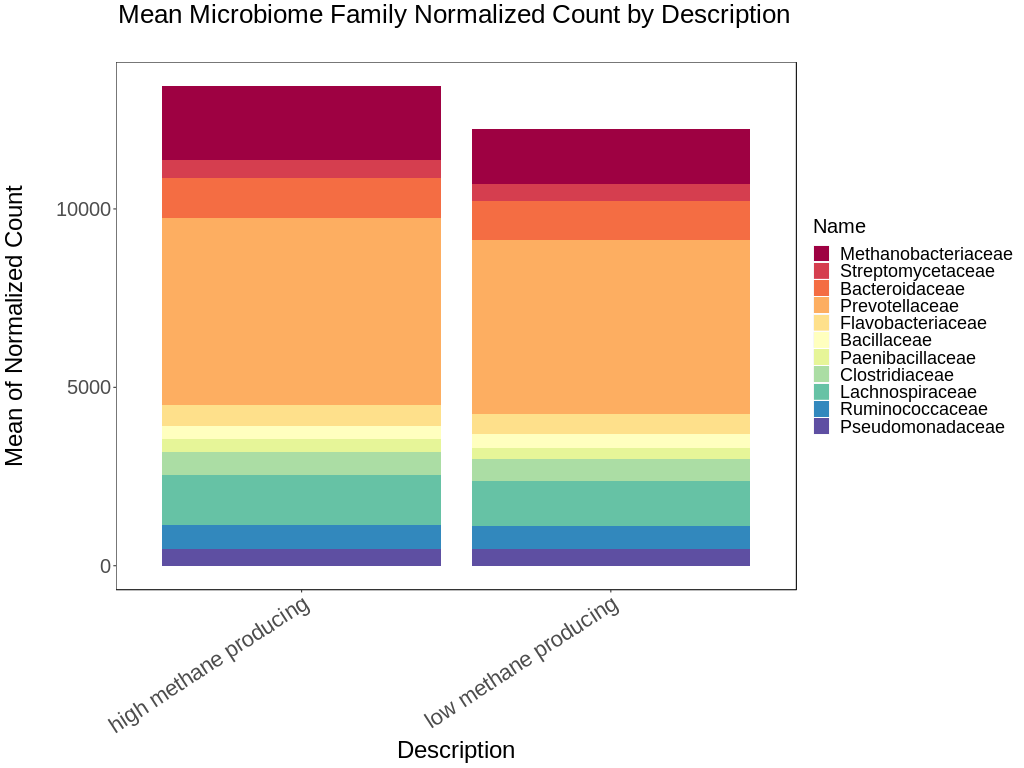 Mean Microbiome Family Normalized Count by Description
Mean of Normalized Count
10000
5000
0
high methane producing
low methane producing
Description
Name
Methanobacteriaceae
Streptomycetaceae
Bacteroidaceae
Prevotellaceae
Flavobacteriaceae
Bacillaceae
Paenibacillaceae
Clostridiaceae
Lachnospiraceae
Ruminococcaceae
Pseudomonadaceae